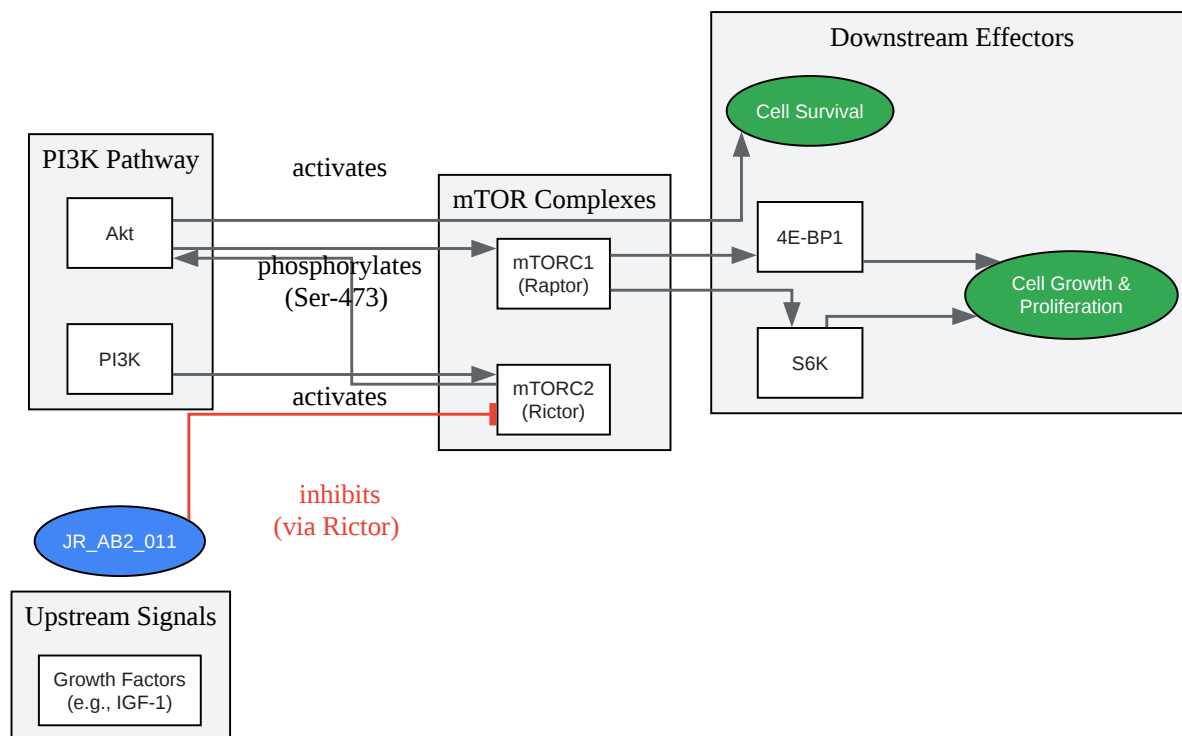 Downstream Effectors
Cell Survival
PI3K Pathway
activates
mTOR Complexes
Akt
4E-BP1
phosphorylates
(Ser-473)
mTORC1
(Raptor)
Cell Growth &
Proliferation
PI3K
S6K
mTORC2
(Rictor)
activates
inhibits
(via Rictor)
JR_AB2_011
Upstream Signals
Growth Factors
(e.g., IGF-1)